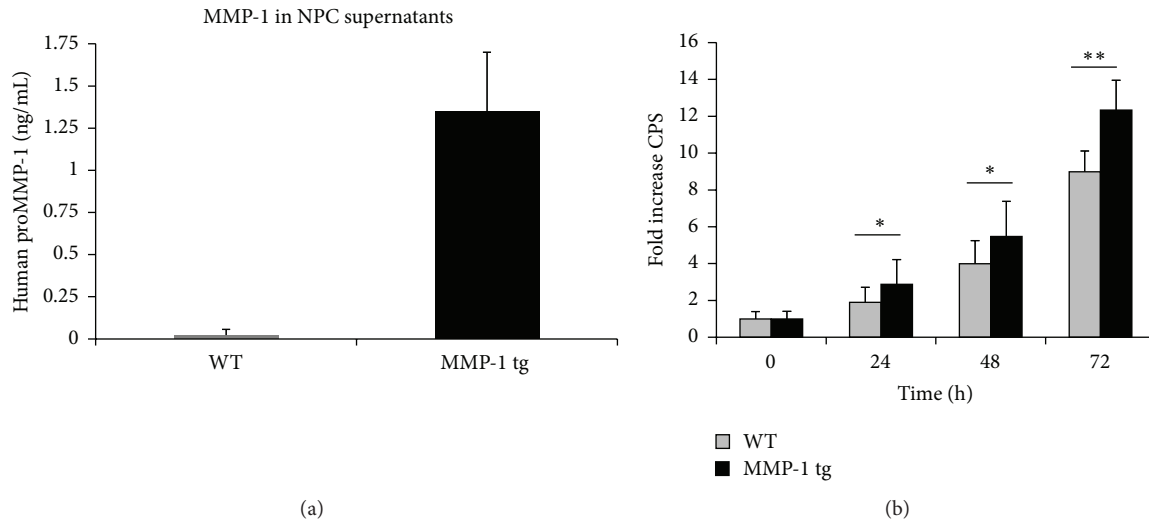 MMP-1 in NPC supernatants
Human proMMP-1 (ng/mL)
1.75
1.5
1.25
1
0.75
0.5
0.25
0
WT
MMP-1 tg
(a)
Fold increase CPS
16
14
12
10
8
6
4
2
0
*
*
**
0
24
48
72
Time (h)
WT
MMP-1 tg
(b)